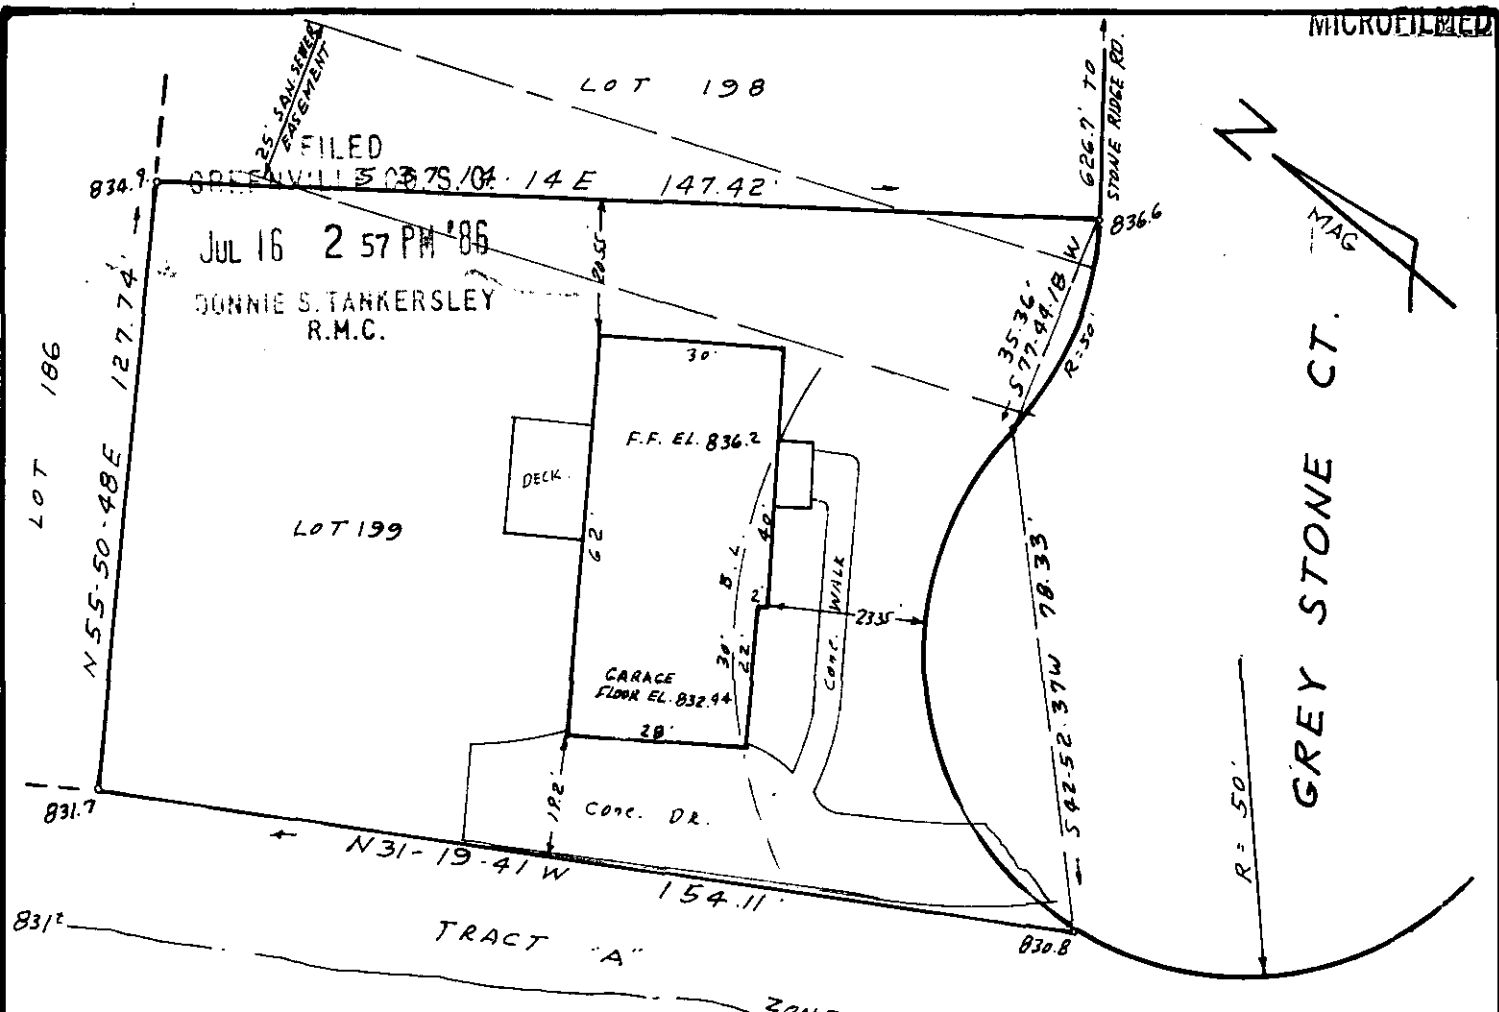 MICROFILMED
25' SAN. SEWER
EASEMENT
LOT 198
626.7' TO
STONE RIDGE RD.
FILED
GREENVILLE CO. S. C.
14 E 147.42'
834.9
836.6
MAG
JUL 16 2 57 PM '86
DONNIE S. TANKERSLEY
R.M.C.
20.55'
35.36'
S 77-44-18 W
R=50'
N 55-50-48 E 127.74'
LOT 186
30'
F.F. EL. 836.2
DECK
LOT 199
62'
40'
B. L.
2'
23.35'
CONC. WALK
30'
22'
GARAGE
FLOOR EL. 832.94
28'
S 42-52-37 W 78.33'
GREY STONE CT.
R = 50'
831.7
19.2'
CONC. DR.
N 31-19-41 W 154.11'
830.8
TRACT "A"